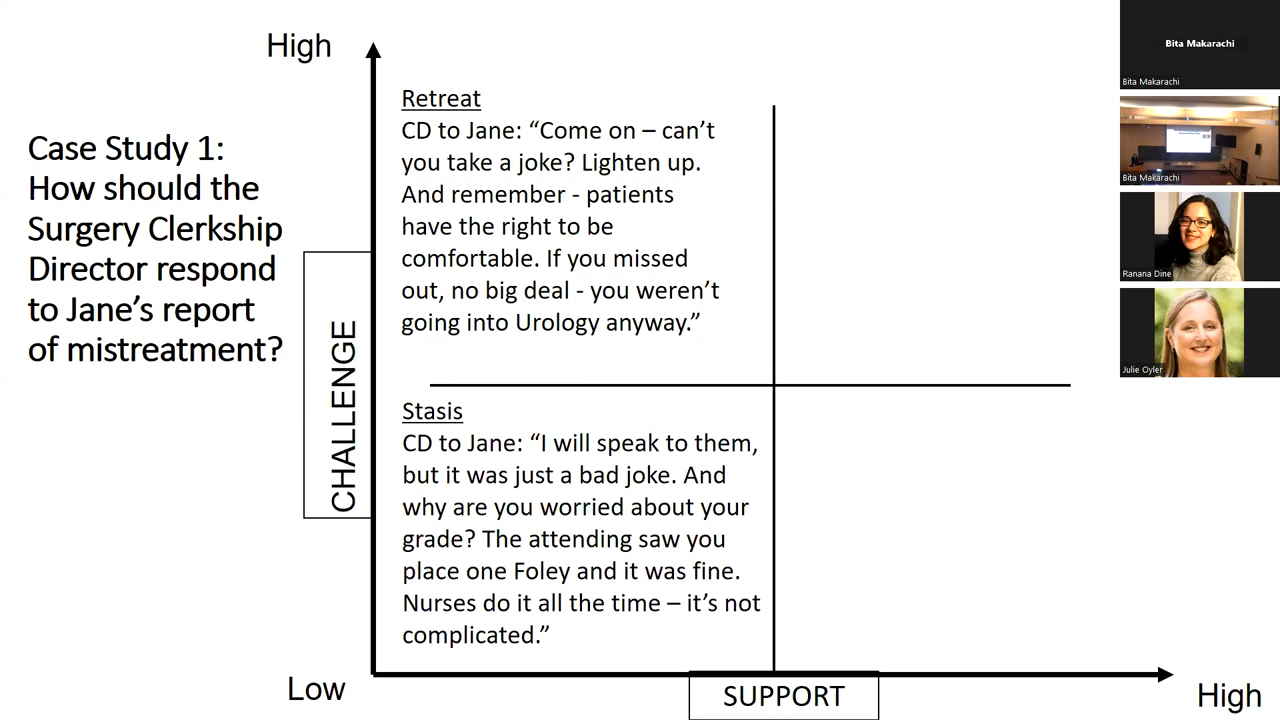 High
Case Study 1:
How should the
Surgery Clerkship
Director respond
to Jane’s report
of mistreatment?
CHALLENGE
Retreat
CD to Jane: “Come on – can’t
you take a joke? Lighten up.
And remember - patients
have the right to be
comfortable. If you missed
out, no big deal - you weren’t
going into Urology anyway.”
Stasis
CD to Jane: “I will speak to them,
but it was just a bad joke. And
why are you worried about your
grade? The attending saw you
place one Foley and it was fine.
Nurses do it all the time – it’s not
complicated.”
Low
SUPPORT
High
Bita Makarachi
Bita Makarachi
Bita Makarachi
Ranana Dine
Julie Oyler